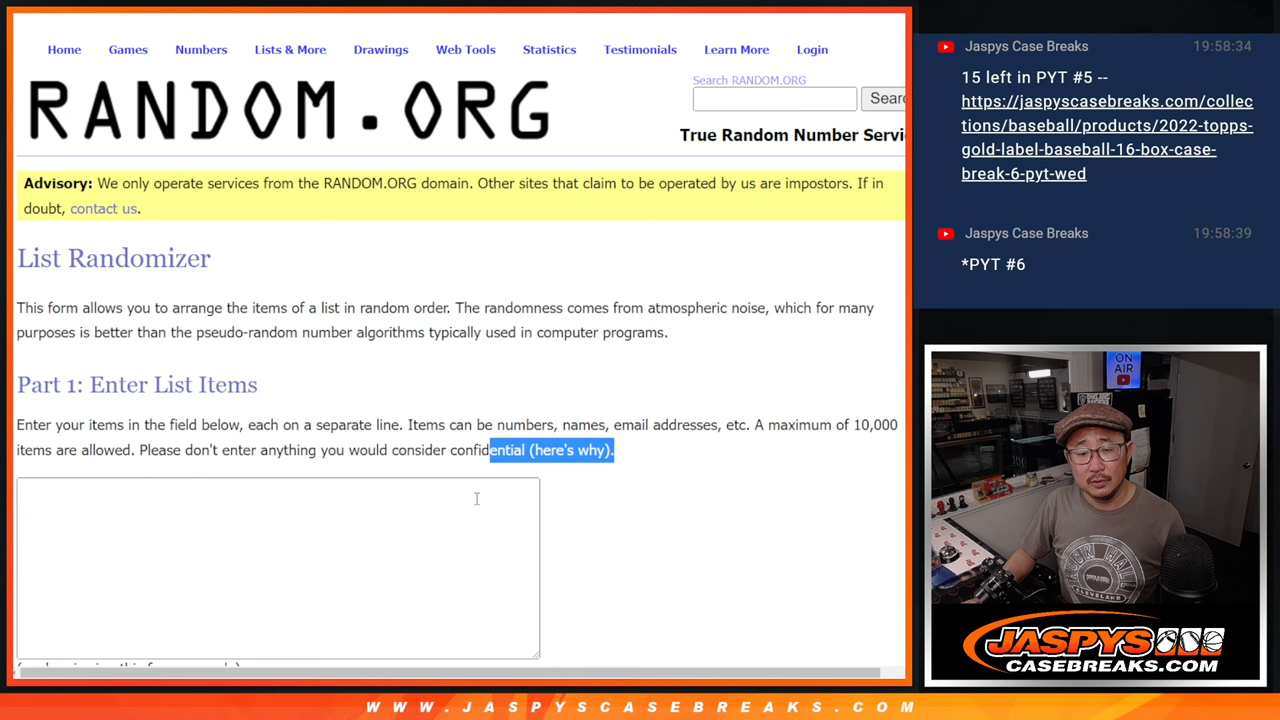 Home Games Numbers Lists & More Drawings Web Tools Statistics Testimonials Learn More Login
RANDOM.ORG
Search RANDOM.ORG
Sear
True Random Number Servi
Advisory: We only operate services from the RANDOM.ORG domain. Other sites that claim to be operated by us are impostors. If in
doubt, contact us.
List Randomizer
This form allows you to arrange the items of a list in random order. The randomness comes from atmospheric noise, which for many
purposes is better than the pseudo-random number algorithms typically used in computer programs.
Part 1: Enter List Items
Enter your items in the field below, each on a separate line. Items can be numbers, names, email addresses, etc. A maximum of 10,000
items are allowed. Please don't enter anything you would consider confidential (here's why).
Jaspys Case Breaks 19:58:34
15 left in PYT #5 --
https://jaspyscasebreaks.com/collec
tions/baseball/products/2022-topps-
gold-label-baseball-16-box-case-
break-6-pyt-wed
Jaspys Case Breaks 19:58:39
*PYT #6
ON
AIR
JASPYS
CASEBREAKS.COM
WWW.JASPYSCASEBREAKS.COM